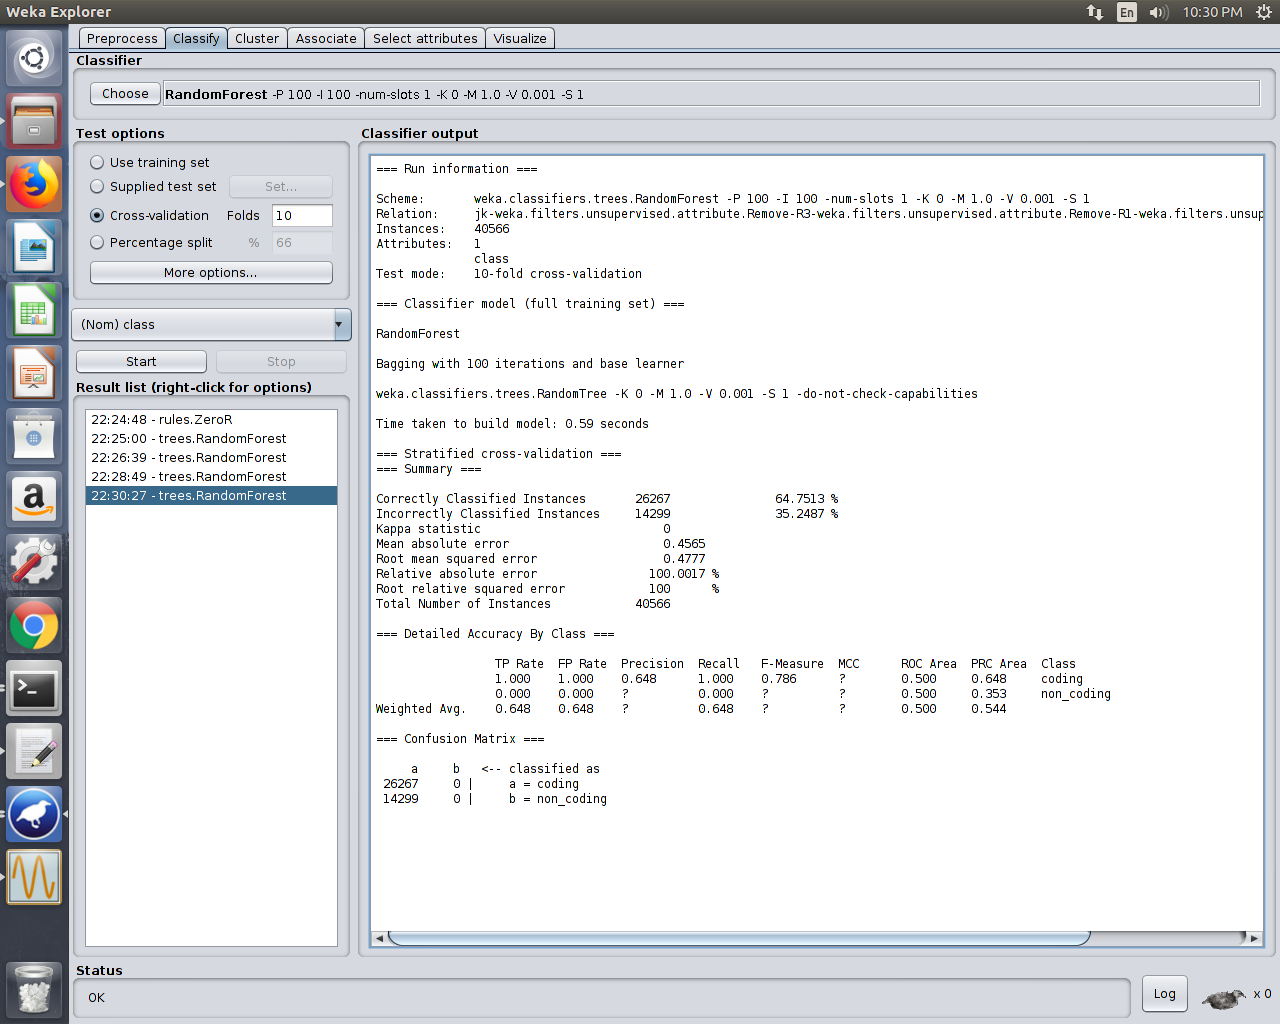 Weka Explorer
En
10:30 PM
Preprocess Classify Cluster Associate Select attributes Visualize
Classifier
Choose RandomForest -P 100 -I 100 -num-slots 1 -K 0 -M 1.0 -V 0.001 -S 1
Test options
Use training set
Supplied test set Set...
Cross-validation Folds 10
Percentage split % 66
More options...
(Nom) class
Start Stop
Result list (right-click for options)
22:24:48 - rules.ZeroR
22:25:00 - trees.RandomForest
22:26:39 - trees.RandomForest
22:28:49 - trees.RandomForest
22:30:27 - trees.RandomForest
Classifier output
=== Run information ===
Scheme: weka.classifiers.trees.RandomForest -P 100 -I 100 -num-slots 1 -K 0 -M 1.0 -V 0.001 -S 1
Relation: jk-weka.filters.unsupervised.attribute.Remove-R3-weka.filters.unsupervised.attribute.Remove-R1-weka.filters.unsup
Instances: 40566
Attributes: 1
class
Test mode: 10-fold cross-validation
=== Classifier model (full training set) ===
RandomForest
Bagging with 100 iterations and base learner
weka.classifiers.trees.RandomTree -K 0 -M 1.0 -V 0.001 -S 1 -do-not-check-capabilities
Time taken to build model: 0.59 seconds
=== Stratified cross-validation ===
=== Summary ===
Correctly Classified Instances 26267 64.7513 %
Incorrectly Classified Instances 14299 35.2487 %
Kappa statistic 0
Mean absolute error 0.4565
Root mean squared error 0.4777
Relative absolute error 100.0017 %
Root relative squared error 100 %
Total Number of Instances 40566
=== Detailed Accuracy By Class ===
TP Rate FP Rate Precision Recall F-Measure MCC ROC Area PRC Area Class
1.000 1.000 0.648 1.000 0.786 ? 0.500 0.648 coding
0.000 0.000 ? 0.000 ? ? 0.500 0.353 non_coding
Weighted Avg. 0.648 0.648 ? 0.648 ? ? 0.500 0.544
=== Confusion Matrix ===
a b <-- classified as
26267 0 | a = coding
14299 0 | b = non_coding
Status
OK
Log
x 0